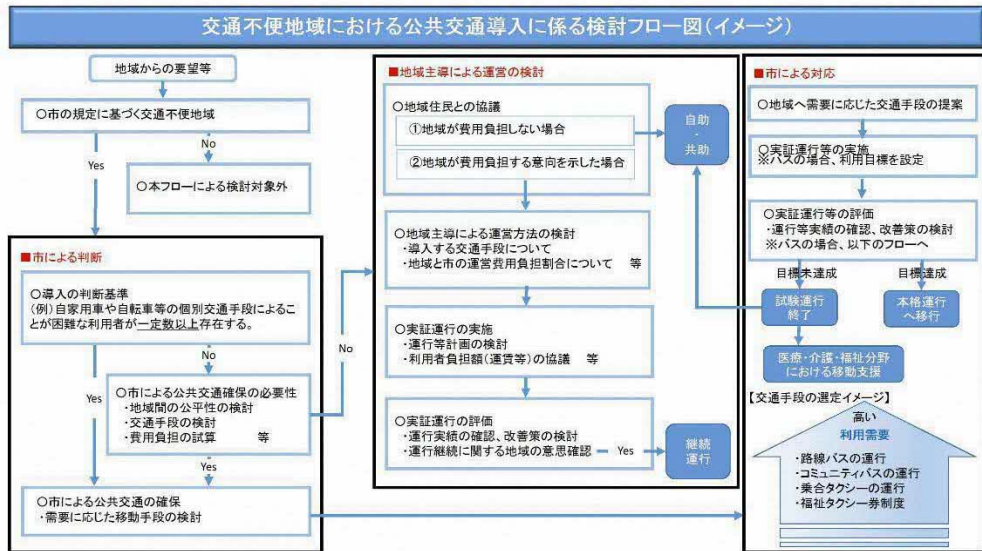 交通不便地域における公共交通導入に係る検討フロー図(イメージ)
地域からの要望等
○市の規定に基づく交通不便地域
Yes
No
○本フローによる検討対象外
■市による判断
○導入の判断基準
(例)自家用車や自転車等の個別交通手段によるこ
とが困難な利用者が一定数以上存在する。
Yes
No
○市による公共交通確保の必要性
・地域間の公平性の検討
・交通手段の検討
・費用負担の試算 等
No
Yes
○市による公共交通の確保
・需要に応じた移動手段の検討
■地域主導による運営の検討
○地域住民との協議
①地域が費用負担しない場合
②地域が費用負担する意向を示した場合
自助
・
共助
○地域主導による運営方法の検討
・導入する交通手段について
・地域と市の運営費用負担割合について 等
○実証運行の実施
・運行等計画の検討
・利用者負担額(運賃等)の協議 等
○実証運行の評価
・運行実績の確認、改善策の検討
・運行継続に関する地域の意思確認
Yes
継続
運行
■市による対応
○地域へ需要に応じた交通手段の提案
○実証運行等の実施
※バスの場合、利用目標を設定
○実証運行等の評価
・運行等実績の確認、改善策の検討
※バスの場合、以下のフローへ
目標未達成
目標達成
試験運行
終了
本格運行
へ移行
医療・介護・福祉分野
における移動支援
【交通手段の選定イメージ】
高い
利用需要
・路線バスの運行
・コミュニティバスの運行
・乗合タクシーの運行
・福祉タクシー券制度